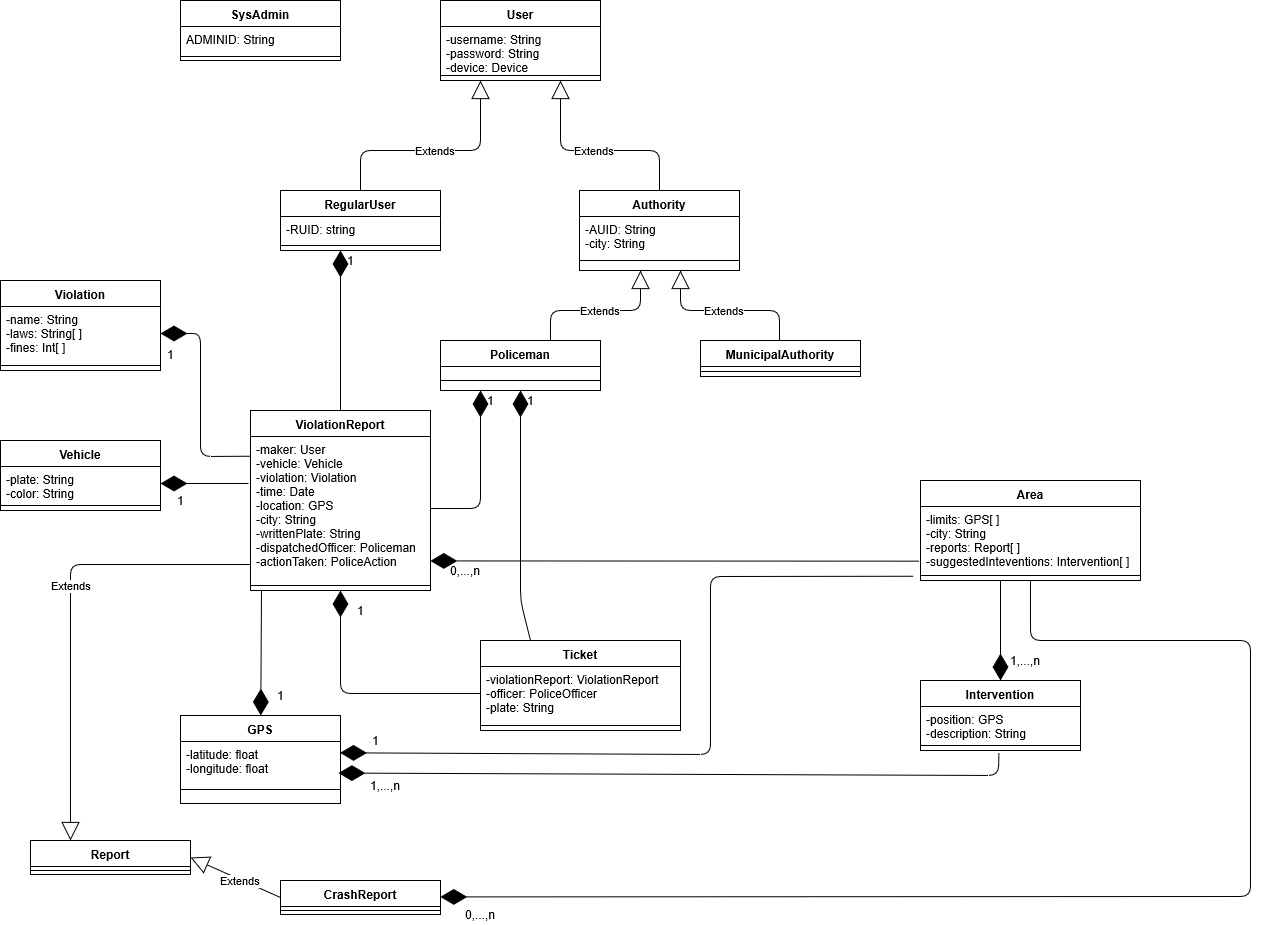 SysAdmin
ADMINID: String
User
-username: String
-password: String
-device: Device
Extends
Extends
RegularUser
-RUID: string
1
Authority
-AUID: String
-city: String
Extends
Extends
Violation
-name: String
-laws: String[ ]
-fines: Int[ ]
1
Policeman
1
1
MunicipalAuthority
Vehicle
-plate: String
-color: String
1
ViolationReport
-maker: User
-vehicle: Vehicle
-violation: Violation
-time: Date
-location: GPS
-city: String
-writtenPlate: String
-dispatchedOfficer: Policeman
-actionTaken: PoliceAction
0,...,n
1
Area
-limits: GPS[ ]
-city: String
-reports: Report[ ]
-suggestedInteventions: Intervention[ ]
Extends
Ticket
-violationReport: ViolationReport
-officer: PoliceOfficer
-plate: String
1,...,n
Intervention
-position: GPS
-description: String
1
GPS
-latitude: float
-longitude: float
1
1,...,n
Report
Extends
CrashReport
0,...,n